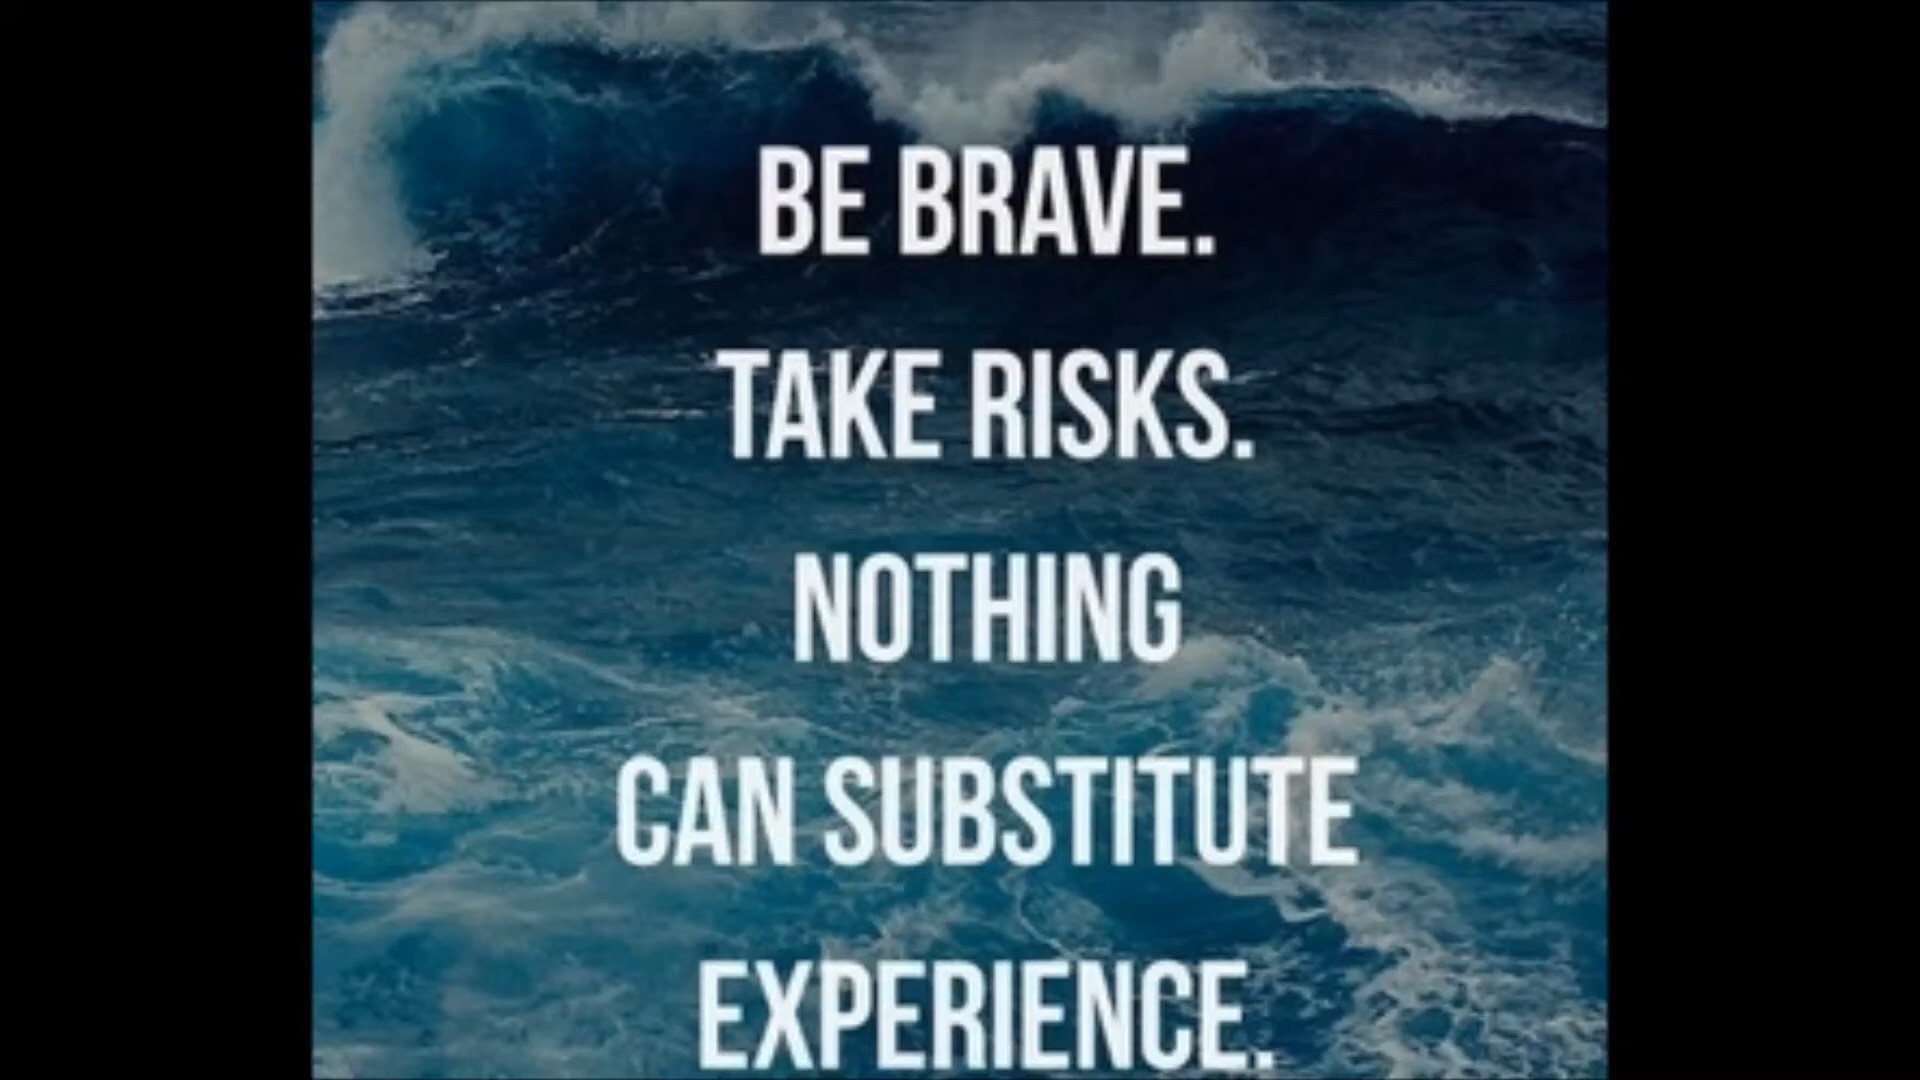 BE BRAVE.
TAKE RISKS.
NOTHING
CAN SUBSTITUTE
EXPERIENCE.